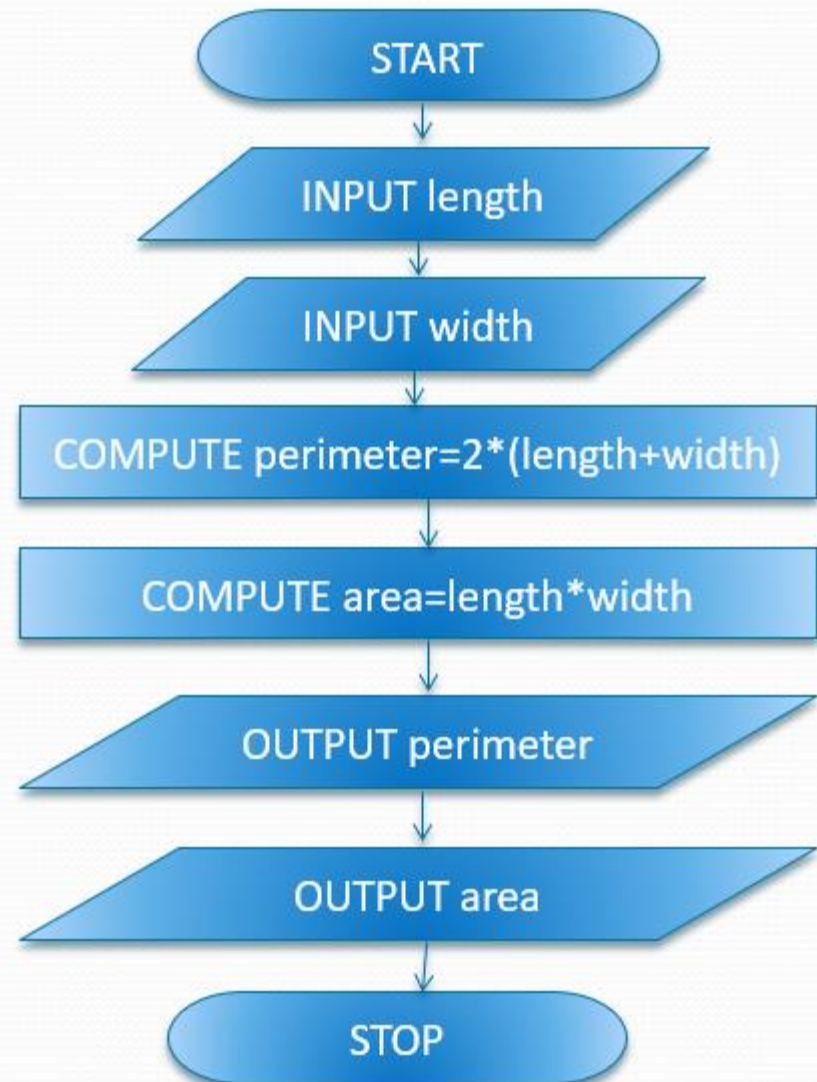 START
INPUT length
INPUT width
COMPUTE perimeter=2*(length+width)
COMPUTE area=length*width
OUTPUT perimeter
OUTPUT area
STOP